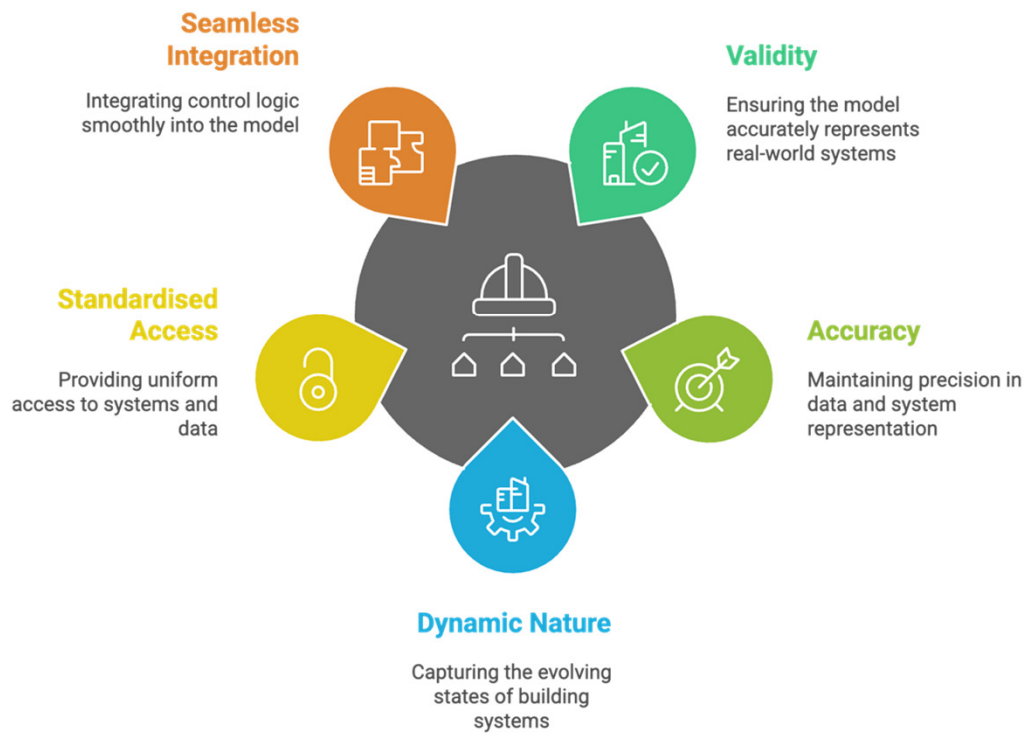 Seamless
Integration
Integrating control logic
smoothly into the model
Validity
Ensuring the model
accurately represents
real-world systems
Standardised
Access
Providing uniform
access to systems and
data
Accuracy
Maintaining precision in
data and system
representation
Dynamic Nature
Capturing the evolving
states of building
systems